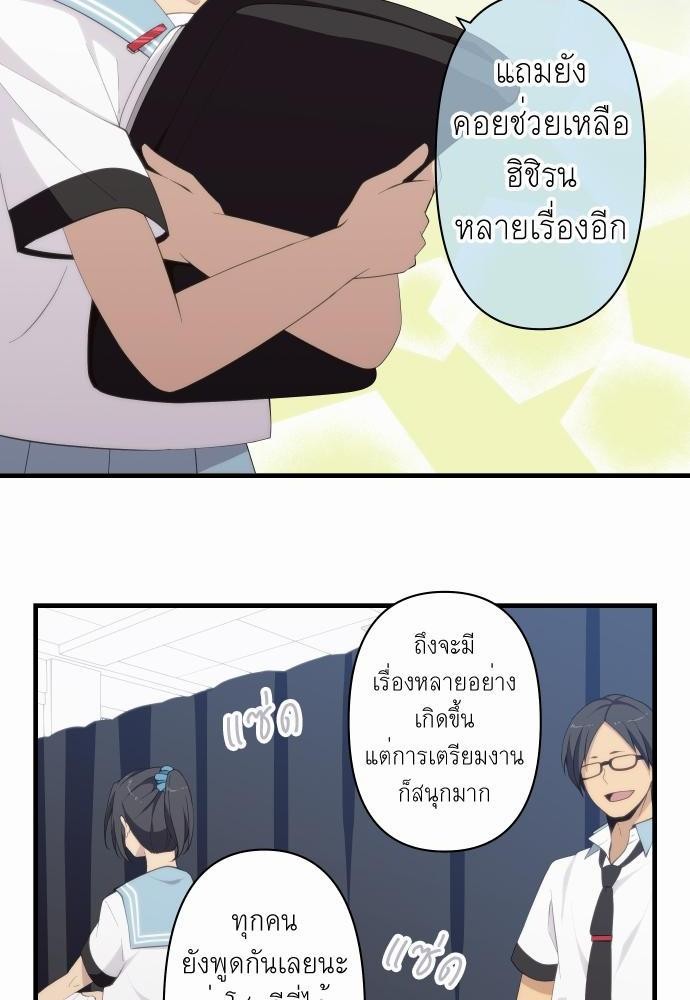 แถมยัง
คอยช่วยเหลือ
ฮิชิรน
หลายเรื่องอีก
ถึงจะมี
เรื่องหลายอย่าง
เกิดขึ้น
แต่การเตรียมงาน
ก็สนุกมาก
แซ่ด
ทุกคน
ยังพูดกันเลยนะ
แซ่ด